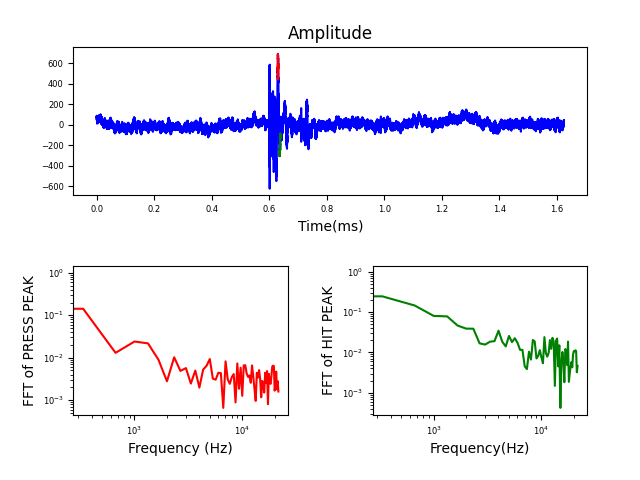 Amplitude
600
400
200
0
−200
−400
−600
0.0 0.2 0.4 0.6 0.8 1.0 1.2 1.4 1.6
Time(ms)
FFT of PRESS PEAK
10⁰
10⁻¹
10⁻²
10⁻³
10³ 10⁴
Frequency (Hz)
FFT of HIT PEAK
10⁰
10⁻¹
10⁻²
10⁻³
10³ 10⁴
Frequency(Hz)